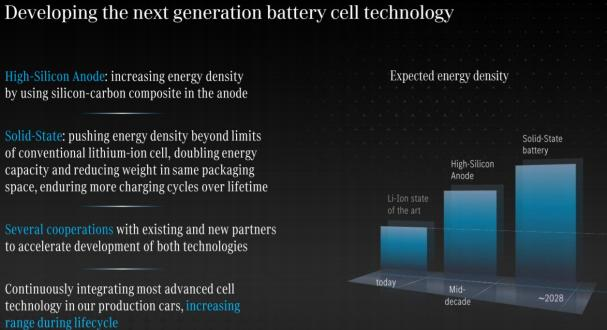 Developing the next generation battery cell technology
High-Silicon Anode: increasing energy density
by using silicon-carbon composite in the anode
Solid-State: pushing energy density beyond limits
of conventional lithium-ion cell, doubling energy
capacity and reducing weight in same packaging
space, enduring more charging cycles over lifetime
Several cooperations with existing and new partners
to accelerate development of both technologies
Continuously integrating most advanced cell
technology in our production cars, increasing
range during lifecycle
Expected energy density
Solid-State
battery
High-Silicon
Anode
Li-Ion state
of the art
today
Mid-
decade
~2028